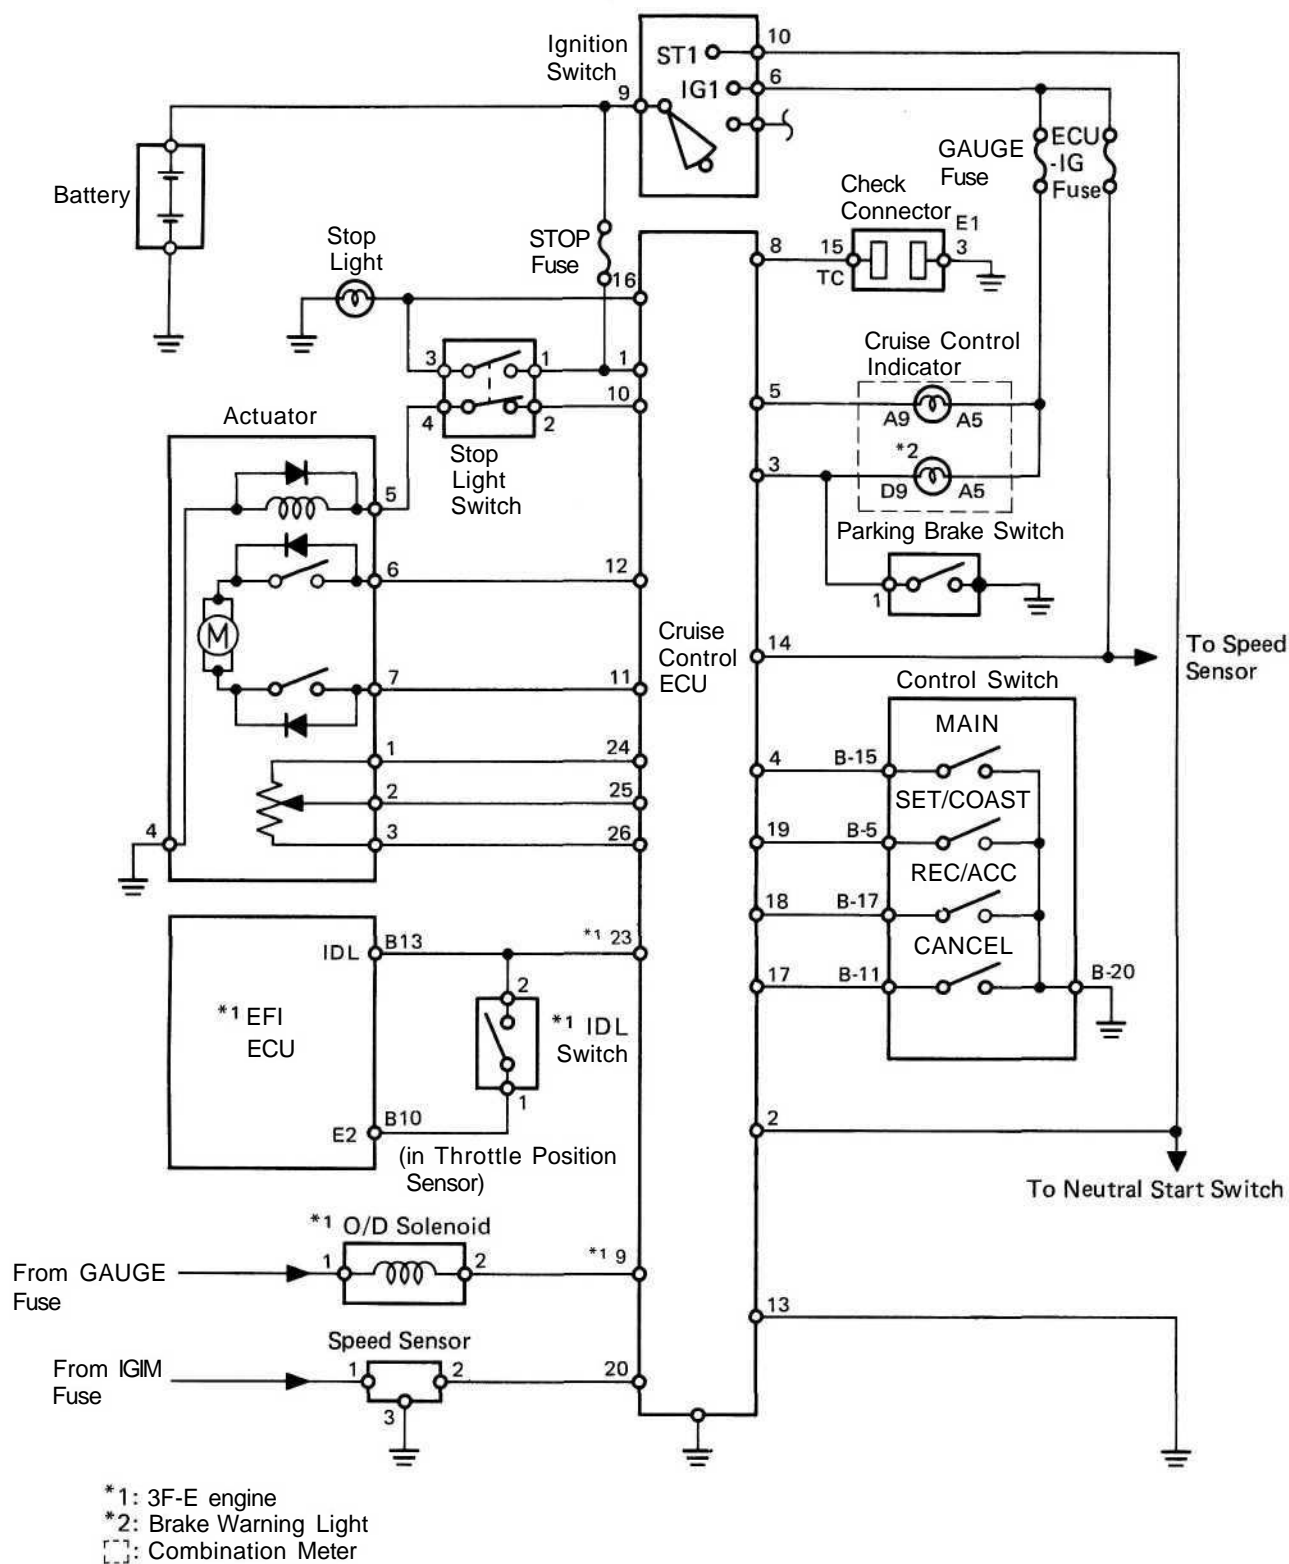 Ignition
Switch
ST1
10
IG1
6
9
GAUGE
Fuse
ECU
-IG
Fuse
Battery
Check
Connector
E1
8
15
3
TC
Stop
Light
STOP
Fuse
16
3
1
1
4
2
10
Stop
Light
Switch
Cruise Control
Indicator
5
A9
A5
*2
3
D9
A5
Parking Brake Switch
1
Actuator
5
6
12
M
7
11
1
24
2
25
3
26
4
Cruise
Control
ECU
14
To Speed
Sensor
Control Switch
MAIN
4
B-15
SET/COAST
19
B-5
REC/ACC
18
B-17
CANCEL
17
B-11
B-20
IDL
B13
*1 23
*1 EFI
ECU
2
*1 IDL
Switch
1
E2
B10
(in Throttle Position
Sensor)
2
To Neutral Start Switch
*1 O/D Solenoid
From GAUGE
Fuse
1
2
*1 9
13
Speed Sensor
From IGIM
Fuse
1
2
20
3
*1: 3F-E engine
*2: Brake Warning Light
: Combination Meter